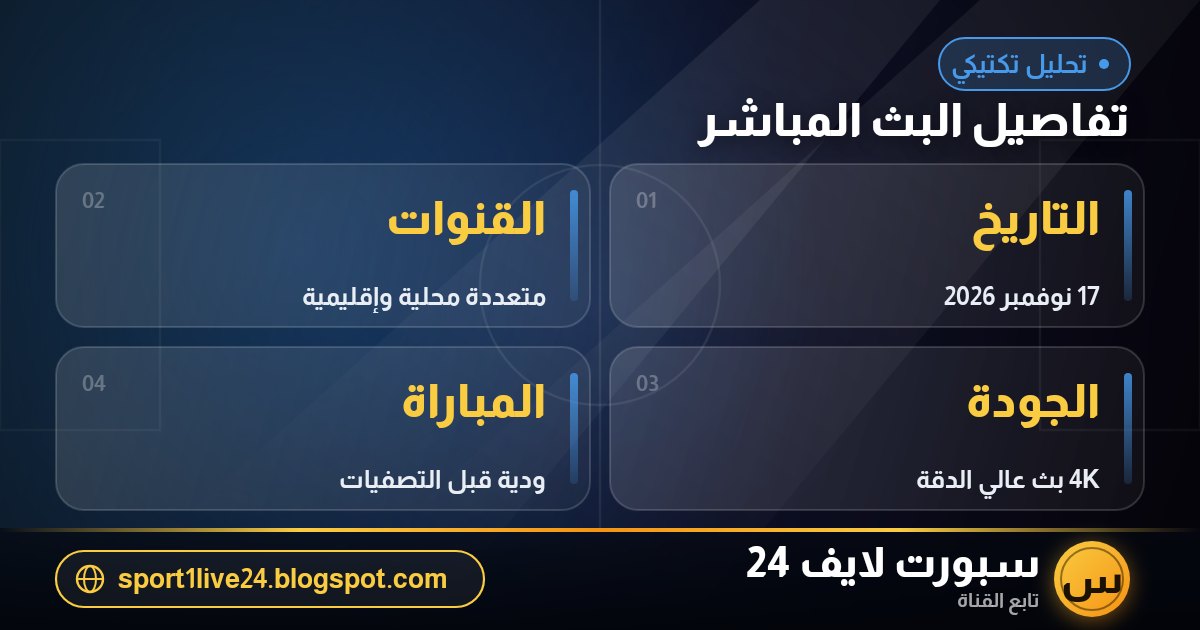 تحليل تكتيكي
تفاصيل البث المباشر
01
التاريخ
17 نوفمبر 2026
02
القنوات
متعددة محلية وإقليمية
03
الجودة
4K بث عالي الدقة
04
المباراة
ودية قبل التصفيات
س
سبورت لايف 24
تابع القناة
sport1live24.blogspot.com